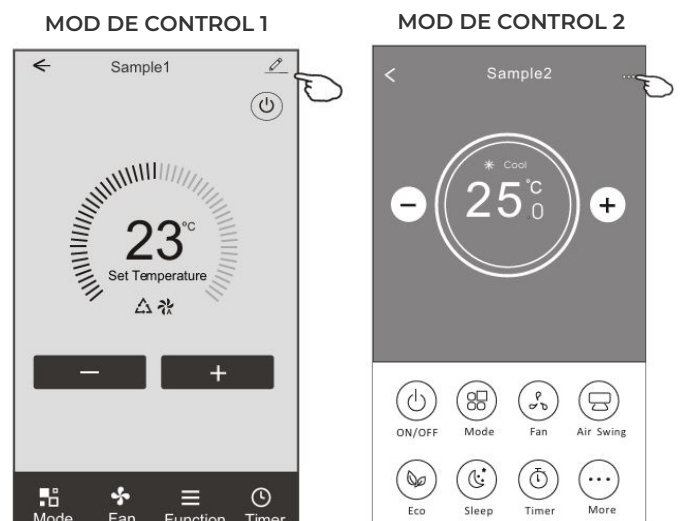 MOD DE CONTROL 1
Sample1
23°C
Set Temperature
A
Mode Fan Function Timer
MOD DE CONTROL 2
Sample2
Cool
25.0°C
ON/OFF Mode Fan Air Swing
Eco Sleep Timer More